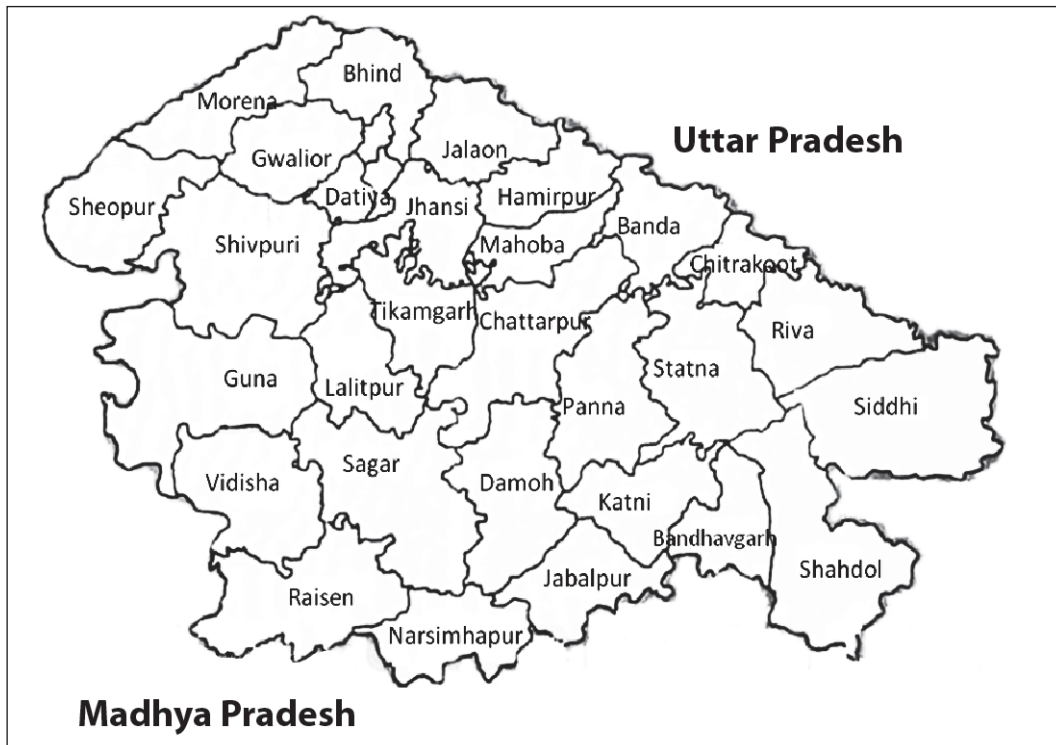 Bhind
Morena
Uttar Pradesh
Jalaon
Gwalior
Hamirpur
Datiya
Jhansi
Sheopur
Banda
Shivpuri
Mahoba
Chitrakoot
Tikamgarh
Chattarpur
Riva
Guna
Lalitpur
Statna
Panna
Siddhi
Sagar
Vidisha
Damoh
Katni
Bandhavgarh
Shahdol
Jabalpur
Raisen
Narsimhapur
Madhya Pradesh